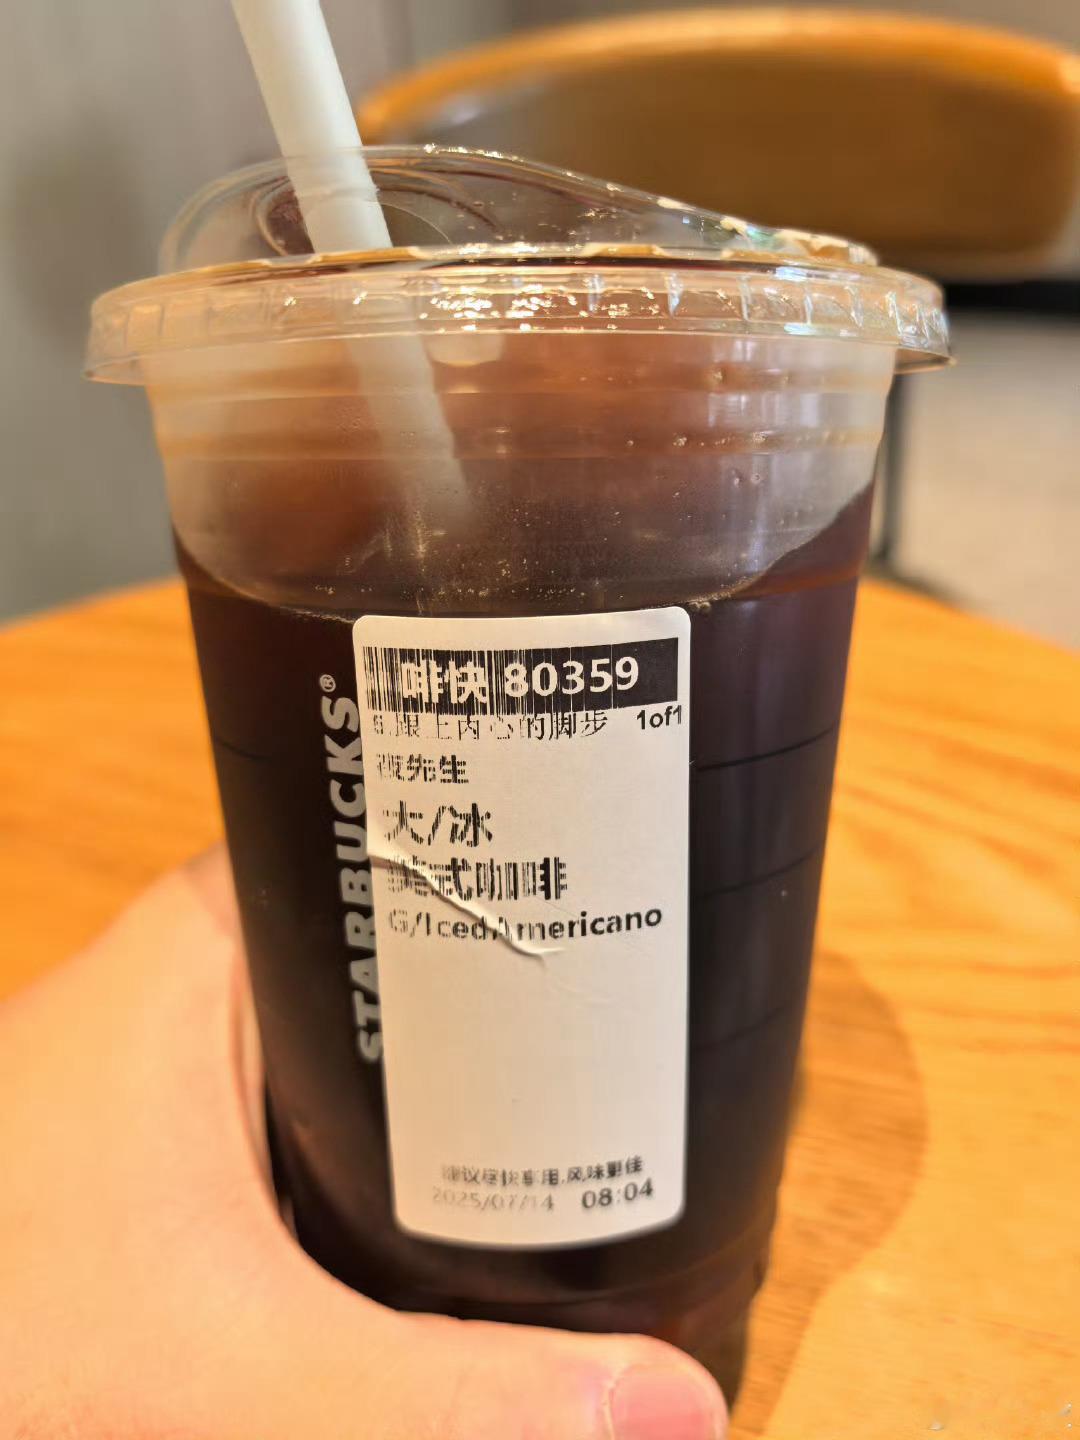 啡快 80359
跟上内心的脚步 1of1
先生
大/冰
美式咖啡
G/Iced Americano
建议尽快享用,风味更佳
2025/07/14 08:04
STARBUCKS®